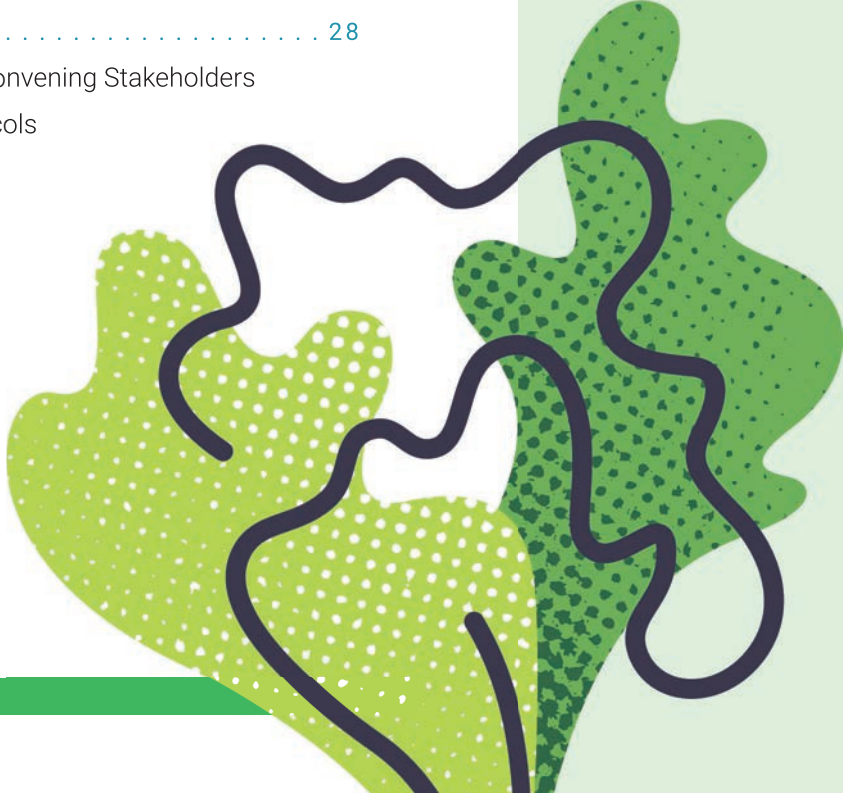 . . . . . . . . . . . . . . . . . . . 28
onvening Stakeholders
cols